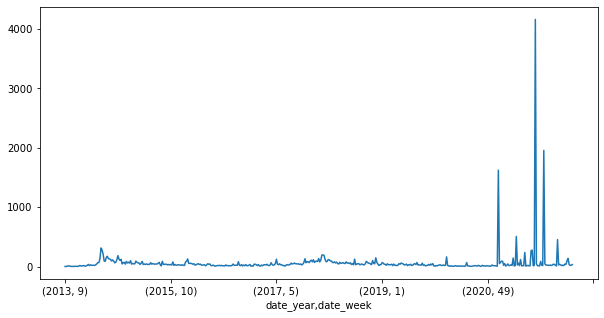 4000
3000
2000
1000
0
(2013, 9) (2015, 10) (2017, 5) (2019, 1) (2020, 49)
date_year,date_week